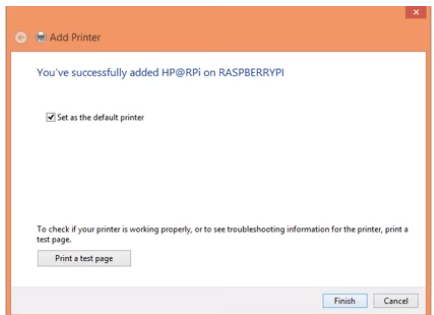 Add Printer
You've successfully added HP@RPi on RASPBERRYPI
Set as the default printer
To check if your printer is working properly, or to see troubleshooting information for the printer, print a
test page.
Print a test page
Finish Cancel